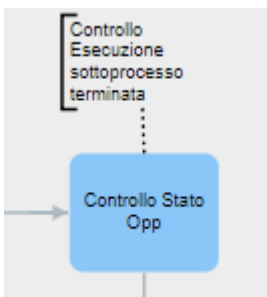 Controllo
Esecuzione
sottoprocesso
terminata
Controllo Stato
Opp